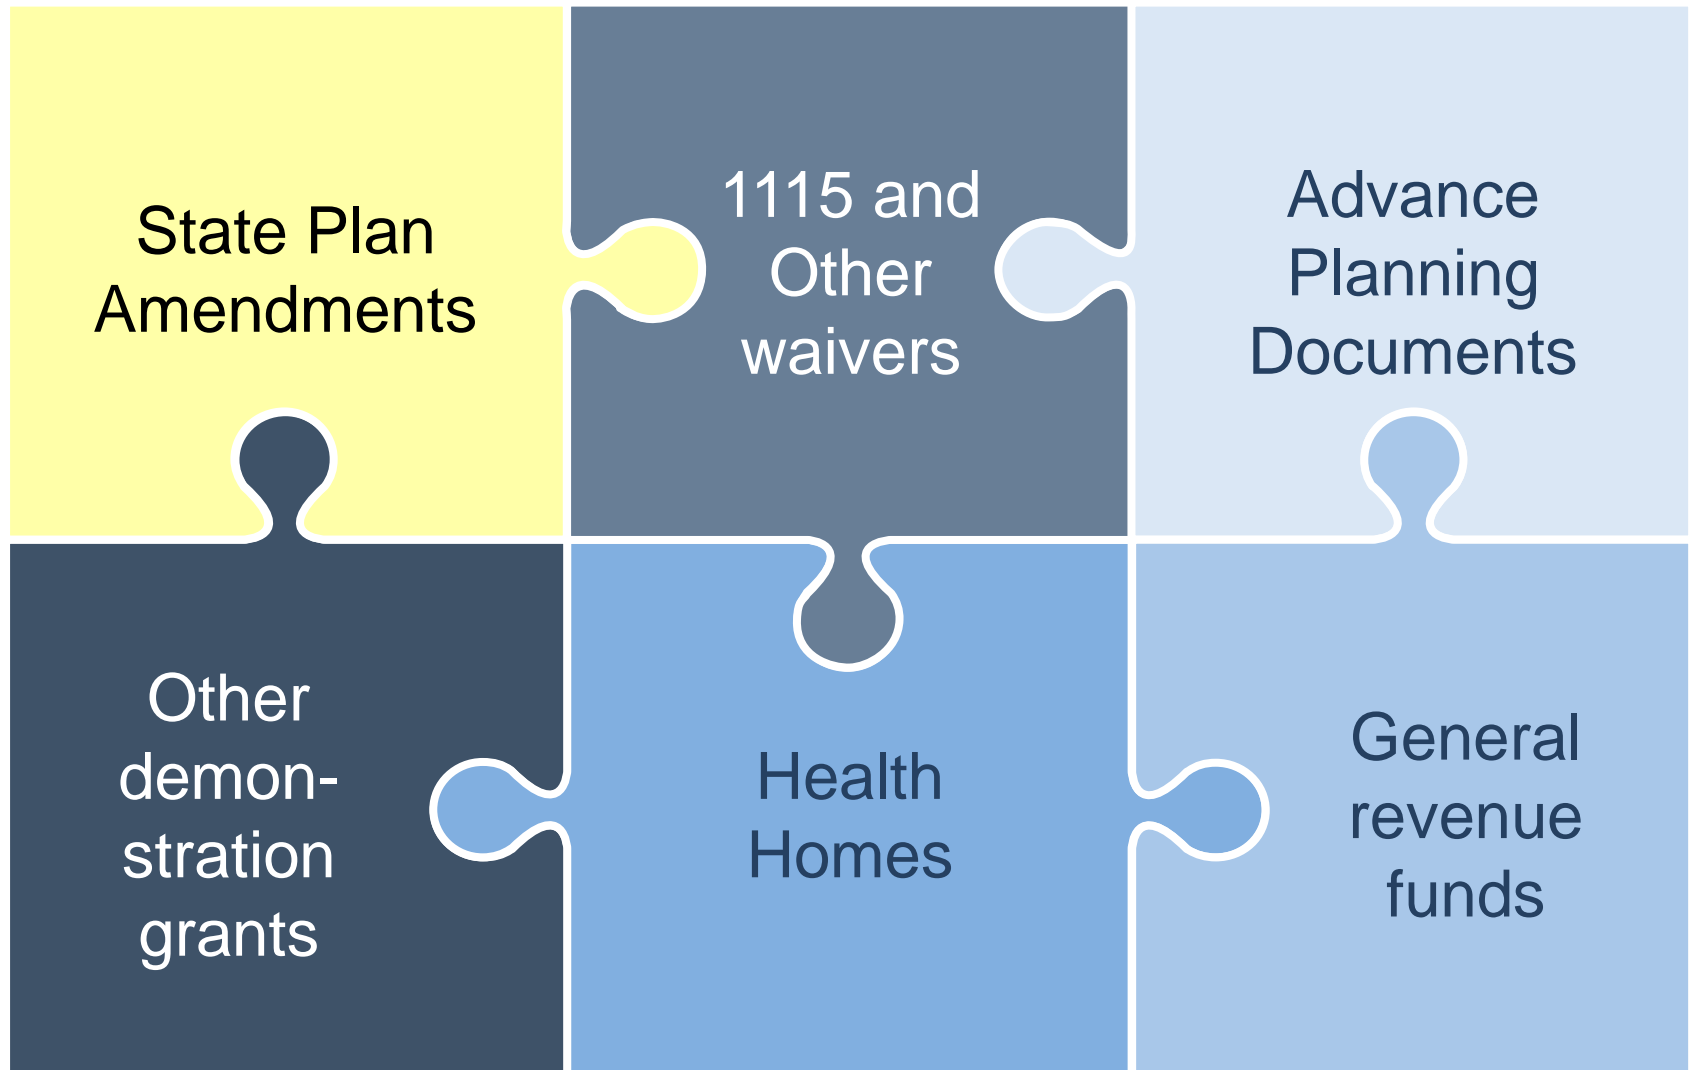 State Plan
Amendments
1115 and
Other
waivers
Advance
Planning
Documents
Other
demon-
stration
grants
Health
Homes
General
revenue
funds